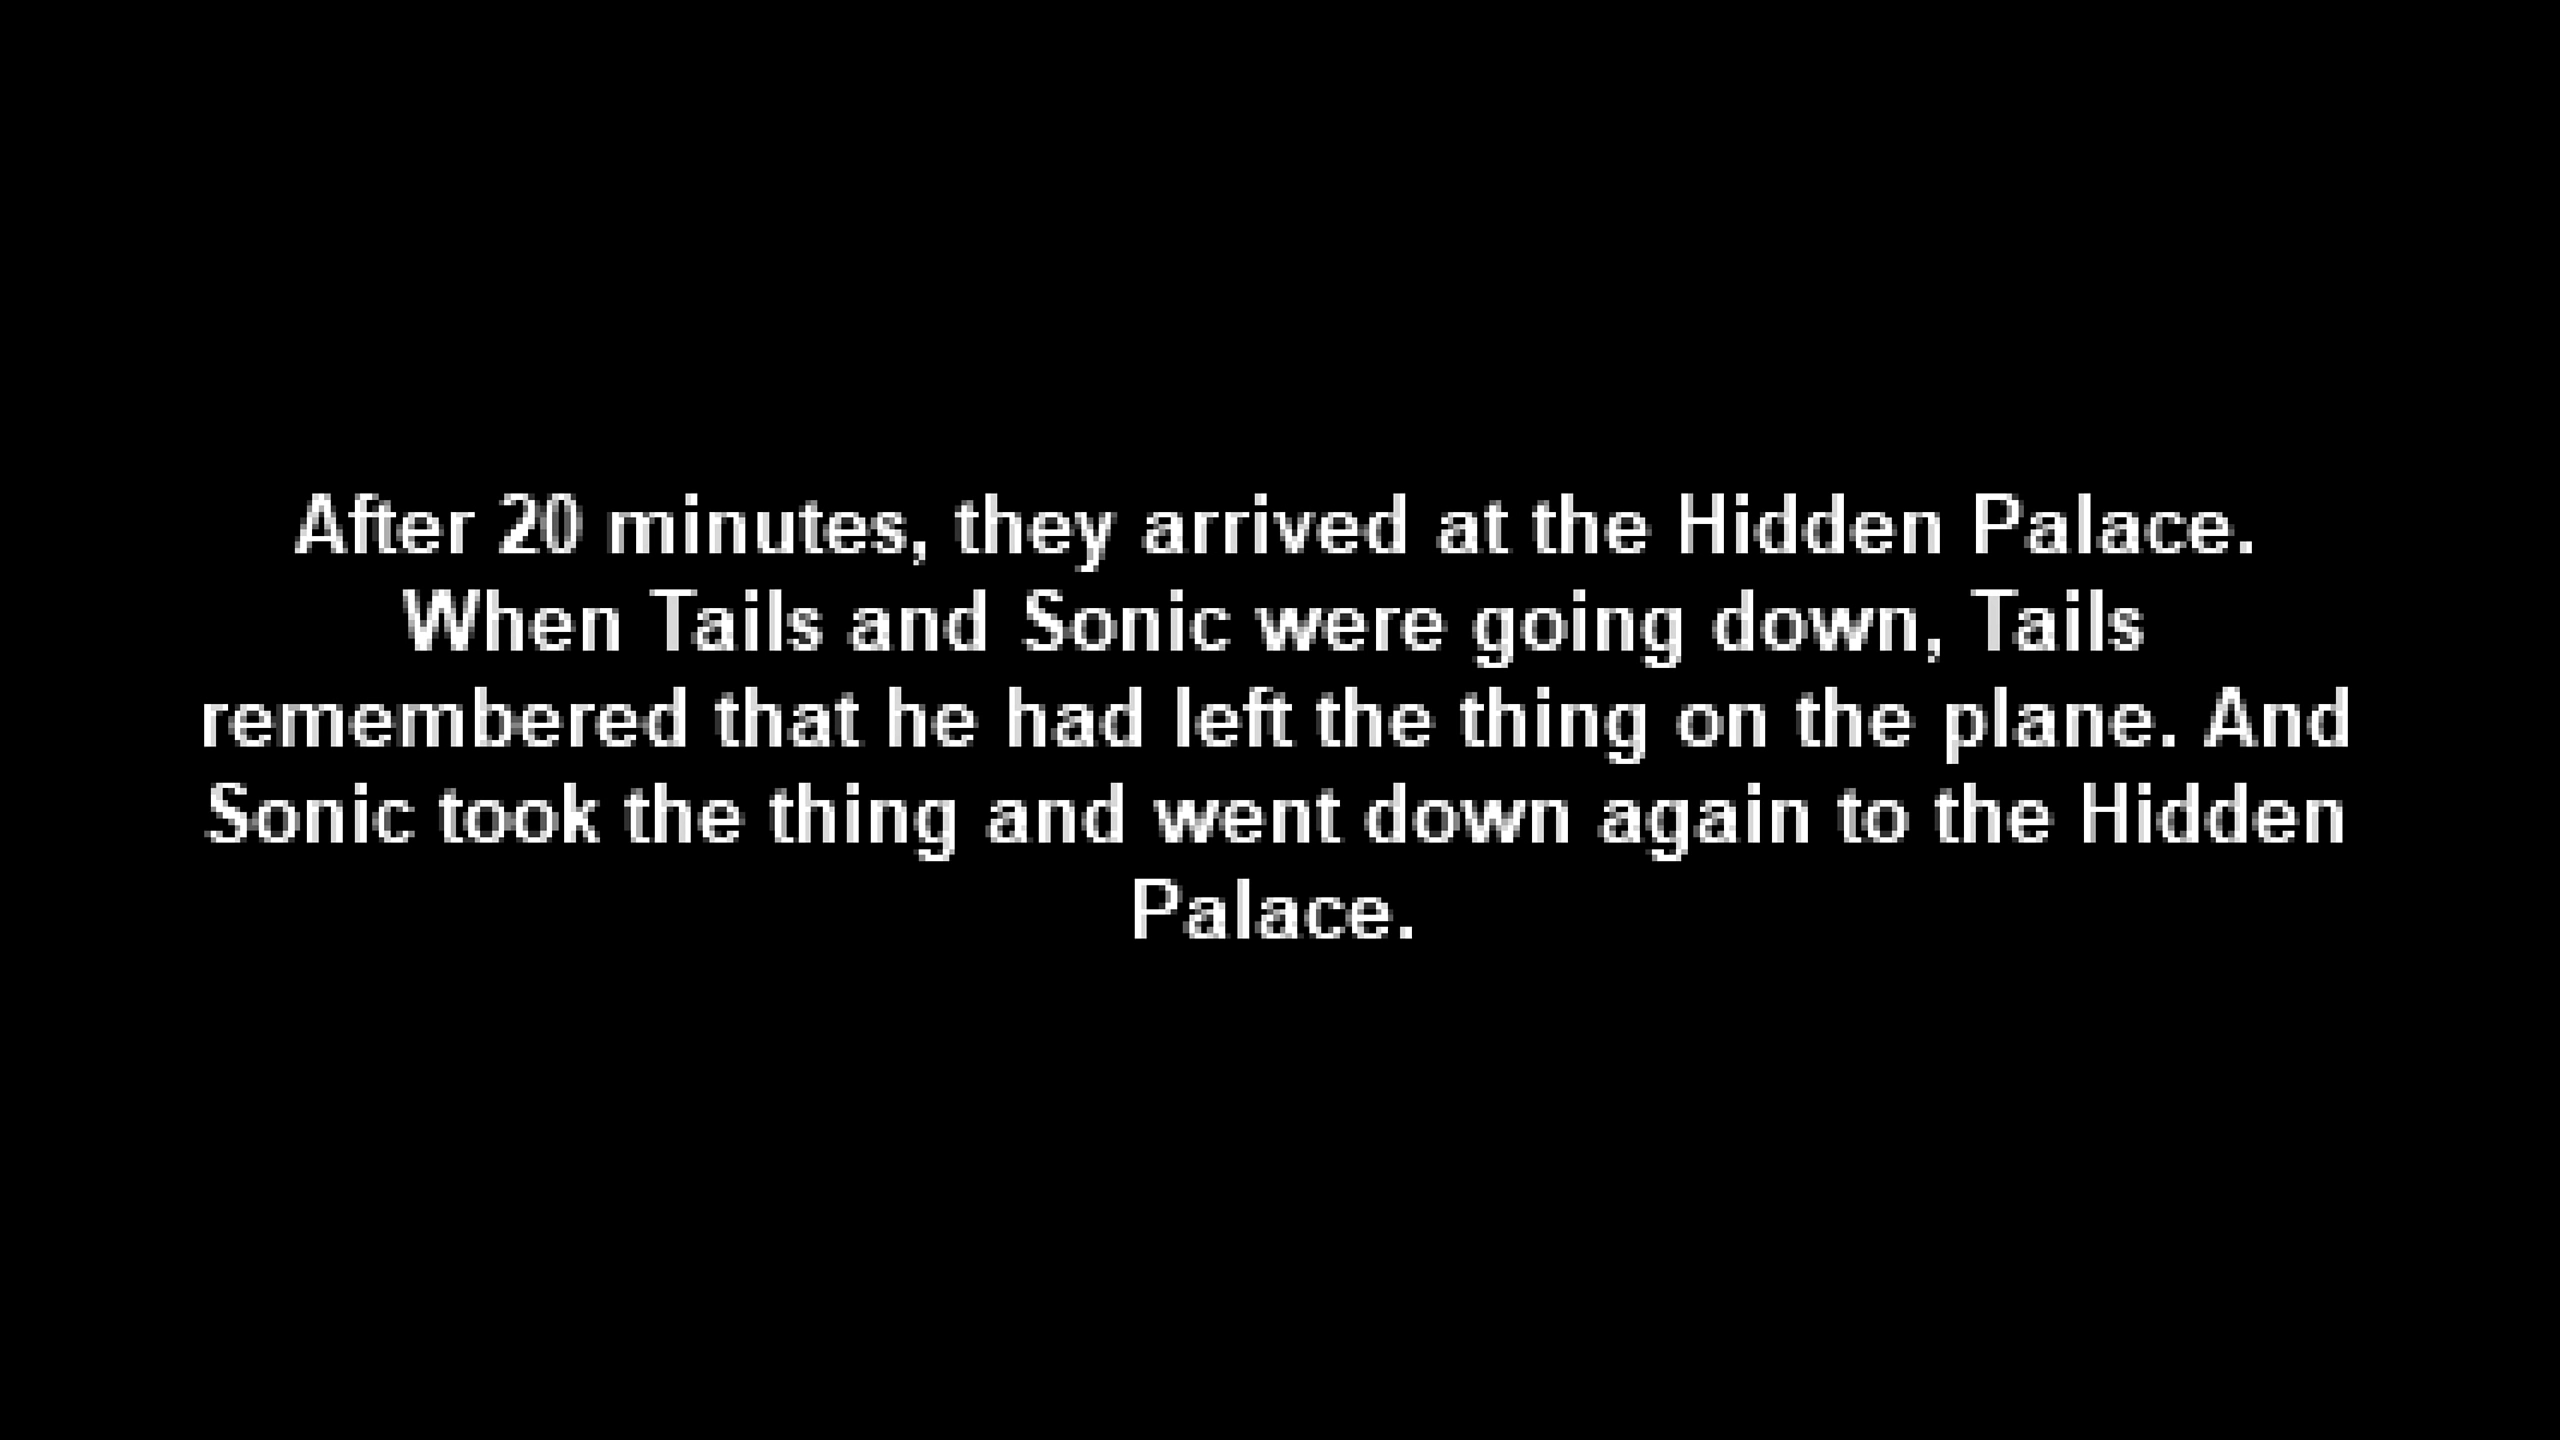 After 20 minutes, they arrived at the Hidden Palace.
When Tails and Sonic were going down, Tails
remembered that he had left the thing on the plane. And
Sonic took the thing and went down again to the Hidden
Palace.